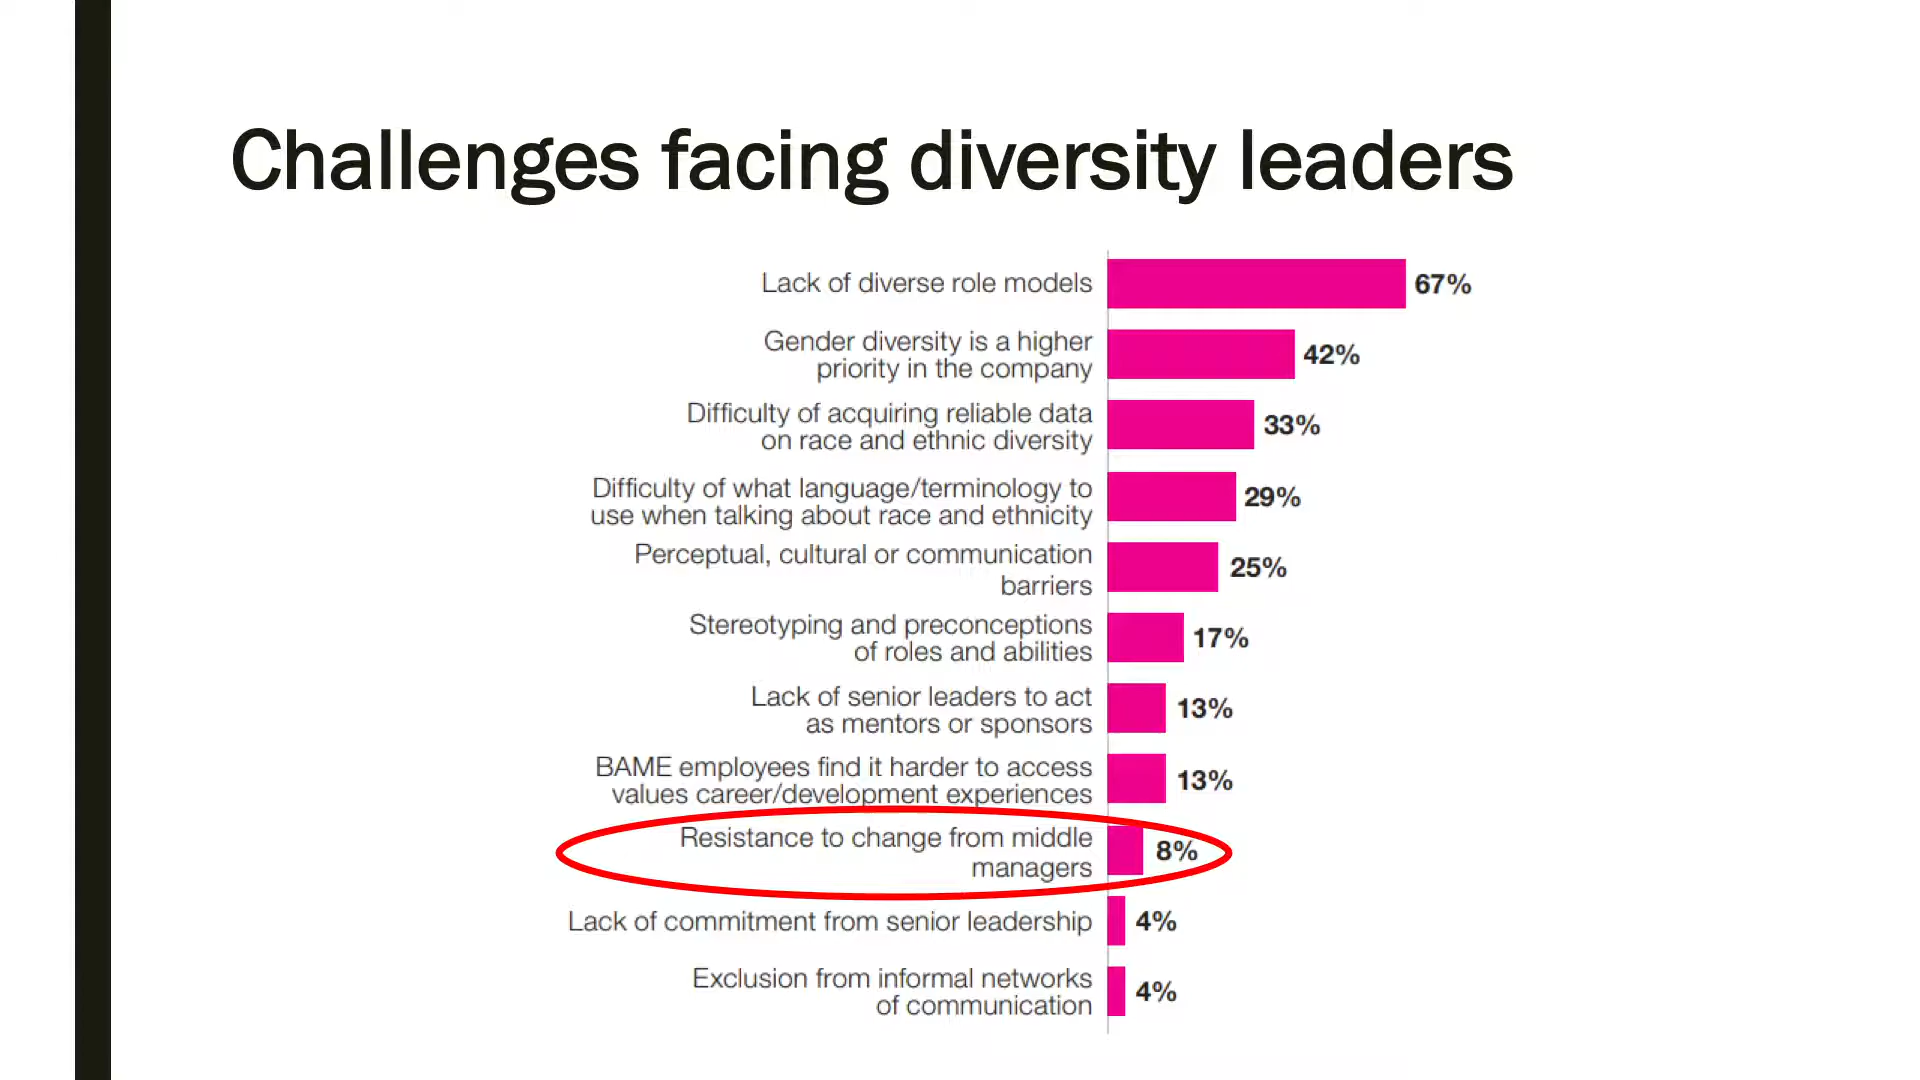 Challenges facing diversity leaders
Lack of diverse role models 67%
Gender diversity is a higher
priority in the company 42%
Difficulty of acquiring reliable data
on race and ethnic diversity 33%
Difficulty of what language/terminology to
use when talking about race and ethnicity 29%
Perceptual, cultural or communication
barriers 25%
Stereotyping and preconceptions
of roles and abilities 17%
Lack of senior leaders to act
as mentors or sponsors 13%
BAME employees find it harder to access
values career/development experiences 13%
Resistance to change from middle
managers 8%
Lack of commitment from senior leadership 4%
Exclusion from informal networks
of communication 4%